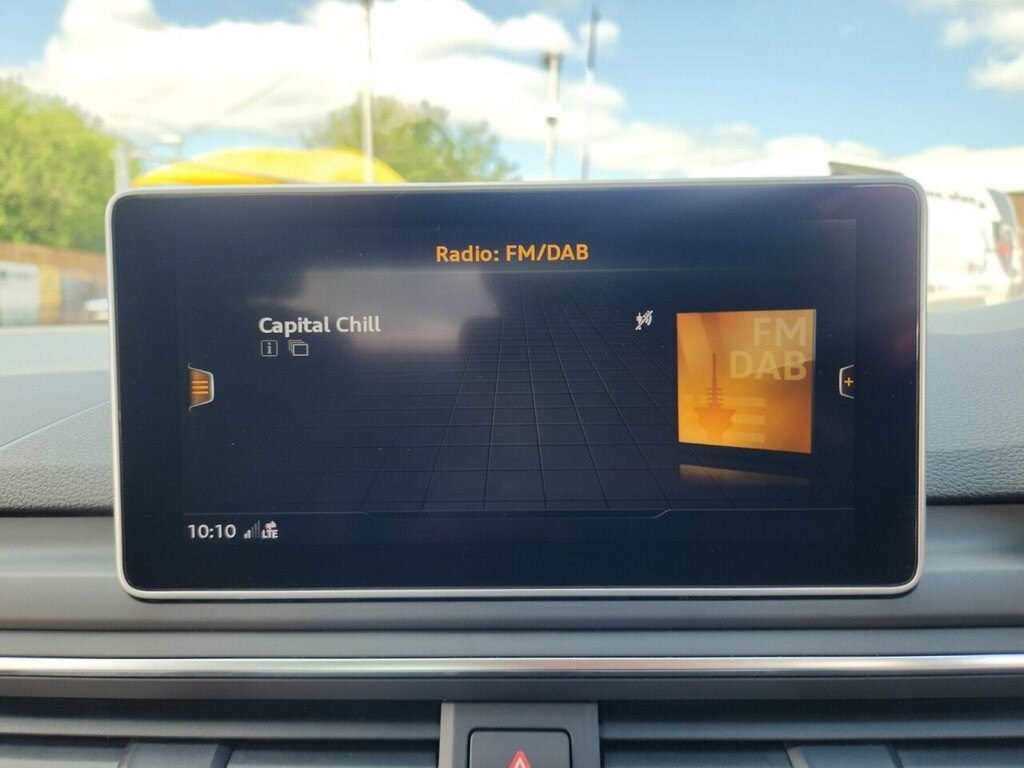 Radio: FM/DAB
Capital Chill
i
FM
DAB
10:10 LTE